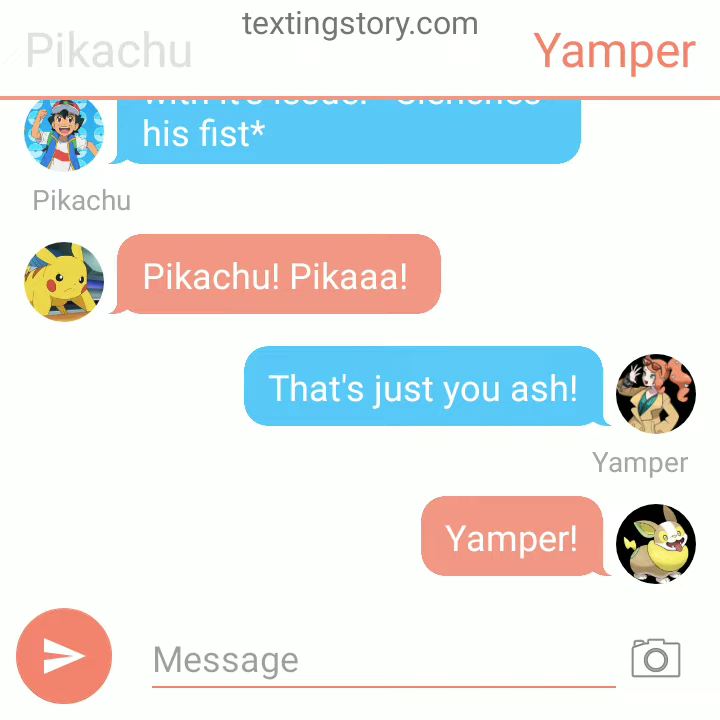 textingstory.com
Pikachu
Yamper
his fist*
Pikachu
Pikachu! Pikaaa!
That's just you ash!
Yamper
Yamper!
Message